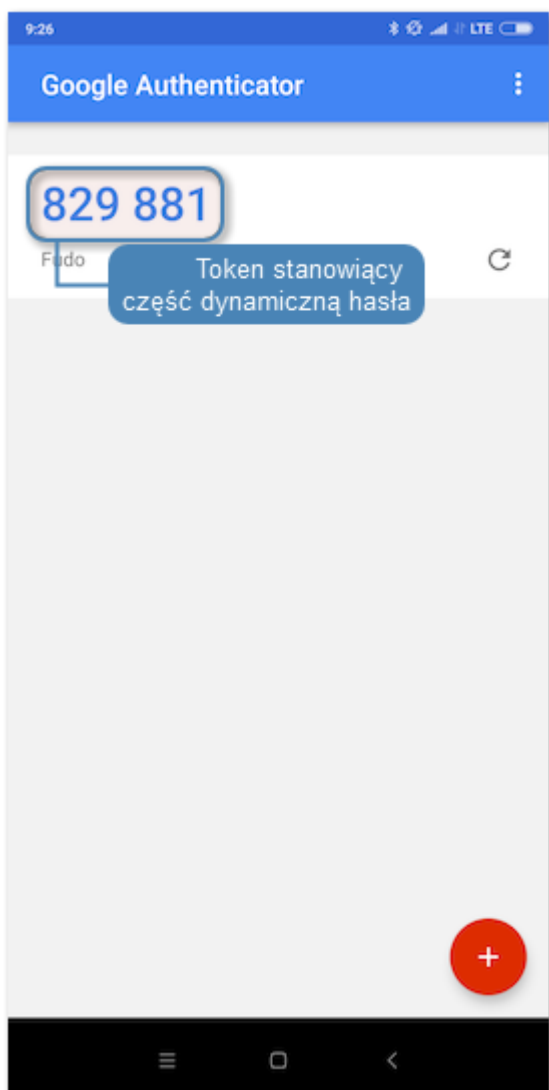 9:26 LTE
Google Authenticator
829 881
Fudo
Token stanowiący
część dynamiczną hasła